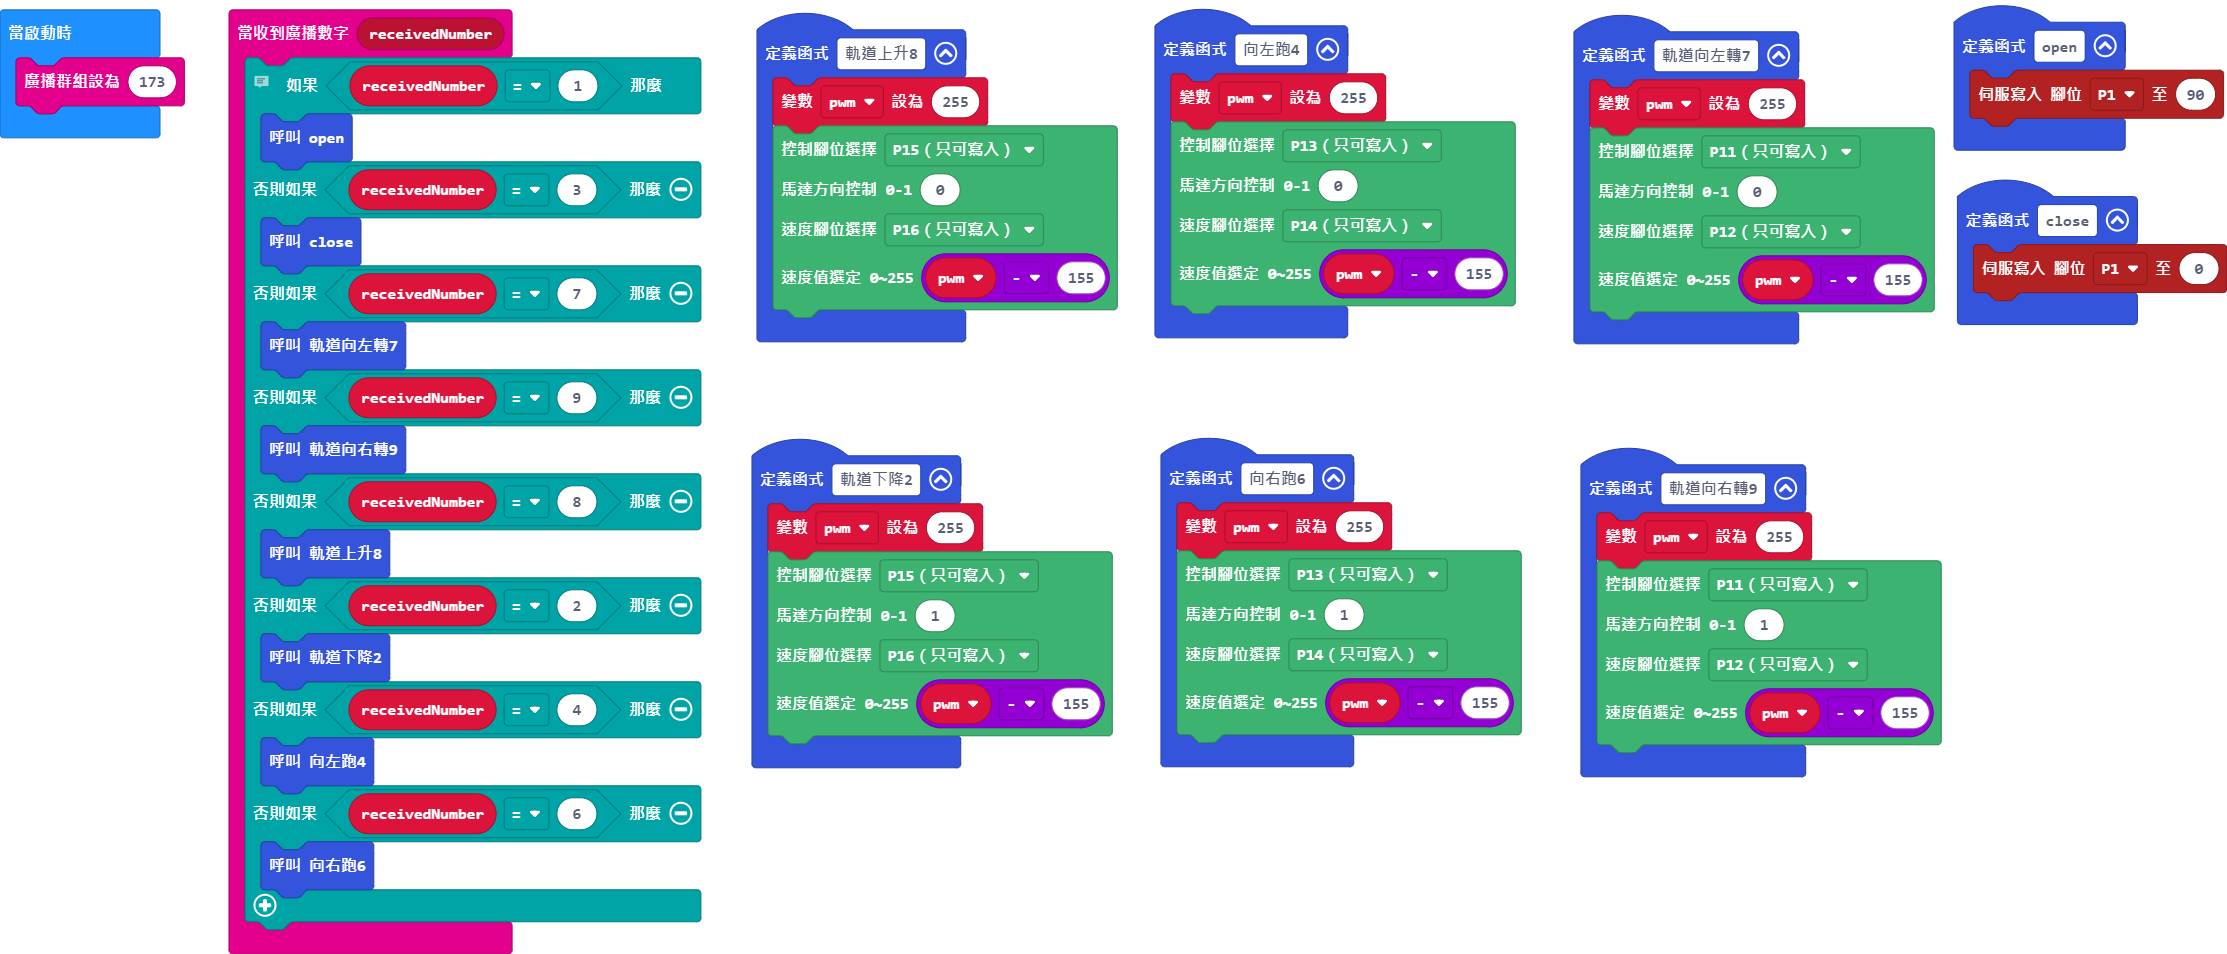 當啟動時
廣播群組設為 173
當收到廣播數字 receivedNumber
如果 receivedNumber = 1 那麼
呼叫 open
否則如果 receivedNumber = 3 那麼
呼叫 close
否則如果 receivedNumber = 7 那麼
呼叫 軌道向左轉7
否則如果 receivedNumber = 9 那麼
呼叫 軌道向右轉9
否則如果 receivedNumber = 8 那麼
呼叫 軌道上升8
否則如果 receivedNumber = 2 那麼
呼叫 軌道下降2
否則如果 receivedNumber = 4 那麼
呼叫 向左跑4
否則如果 receivedNumber = 6 那麼
呼叫 向右跑6
定義函式 軌道上升8
變數 pwm 設為 255
控制腳位選擇 P15（只可寫入）
馬達方向控制 0-1 0
速度腳位選擇 P16（只可寫入）
速度值選定 0~255 pwm - 155
定義函式 向左跑4
變數 pwm 設為 255
控制腳位選擇 P13（只可寫入）
馬達方向控制 0-1 0
速度腳位選擇 P14（只可寫入）
速度值選定 0~255 pwm - 155
定義函式 軌道向左轉7
變數 pwm 設為 255
控制腳位選擇 P11（只可寫入）
馬達方向控制 0-1 0
速度腳位選擇 P12（只可寫入）
速度值選定 0~255 pwm - 155
定義函式 open
伺服寫入 腳位 P1 至 90
定義函式 close
伺服寫入 腳位 P1 至 0
定義函式 軌道下降2
變數 pwm 設為 255
控制腳位選擇 P15（只可寫入）
馬達方向控制 0-1 1
速度腳位選擇 P16（只可寫入）
速度值選定 0~255 pwm - 155
定義函式 向右跑6
變數 pwm 設為 255
控制腳位選擇 P13（只可寫入）
馬達方向控制 0-1 1
速度腳位選擇 P14（只可寫入）
速度值選定 0~255 pwm - 155
定義函式 軌道向右轉9
變數 pwm 設為 255
控制腳位選擇 P11（只可寫入）
馬達方向控制 0-1 1
速度腳位選擇 P12（只可寫入）
速度值選定 0~255 pwm - 155